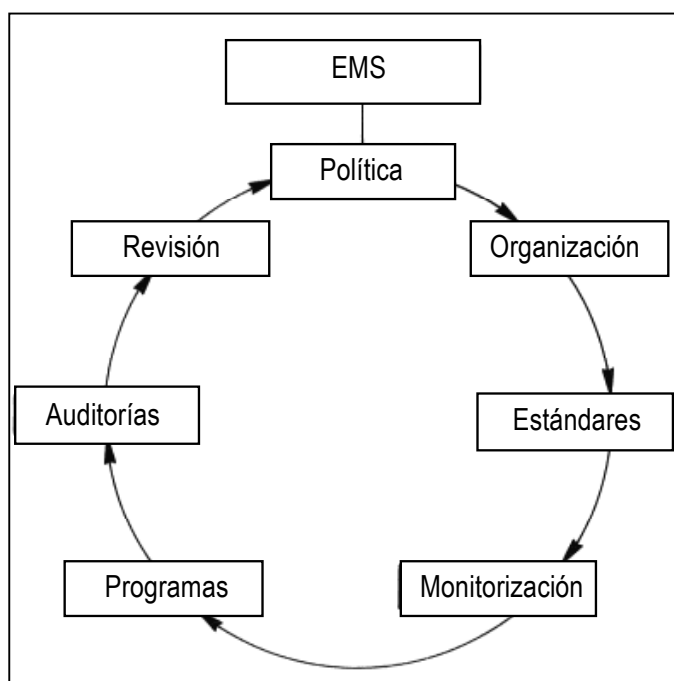 EMS
Política
Organización
Estándares
Monitorización
Programas
Auditorías
Revisión